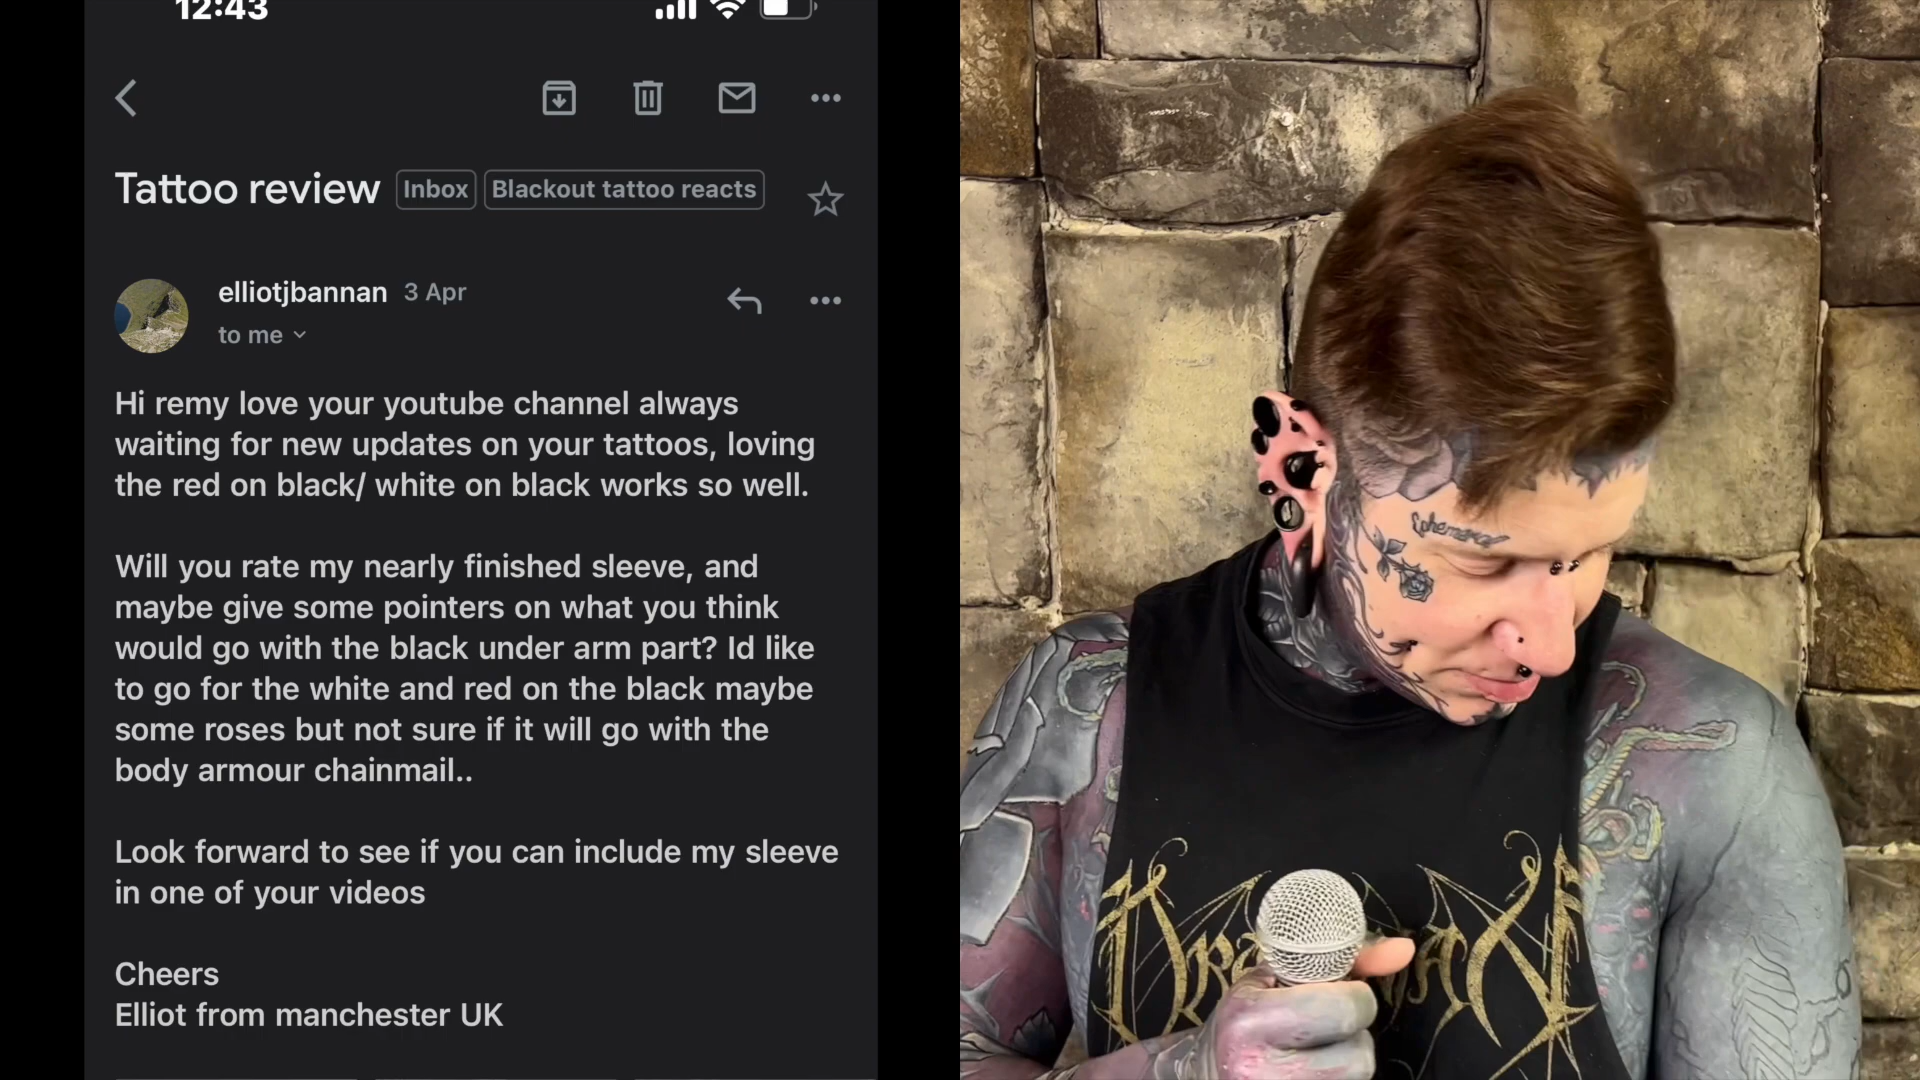 12:43
Tattoo review Inbox Blackout tattoo reacts
elliotjbannan 3 Apr
to me
Hi remy love your youtube channel always
waiting for new updates on your tattoos, loving
the red on black/ white on black works so well.
Will you rate my nearly finished sleeve, and
maybe give some pointers on what you think
would go with the black under arm part? Id like
to go for the white and red on the black maybe
some roses but not sure if it will go with the
body armour chainmail..
Look forward to see if you can include my sleeve
in one of your videos
Cheers
Elliot from manchester UK
Ephemeral